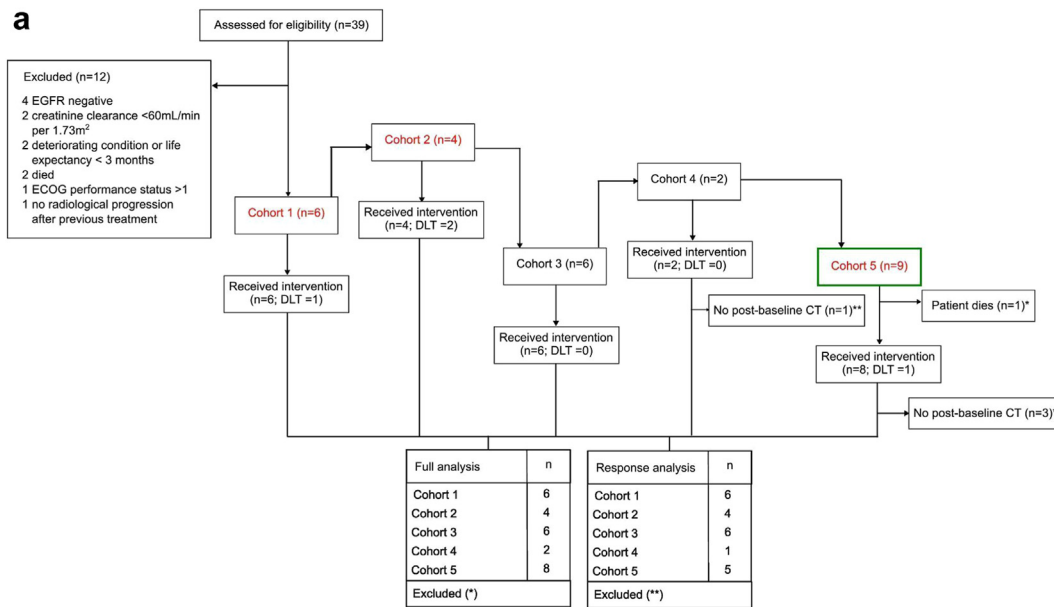 a
Assessed for eligibility (n=39)
Excluded (n=12)
4 EGFR negative
2 creatinine clearance <60mL/min
per 1.73m²
2 deteriorating condition or life
expectancy < 3 months
2 died
1 ECOG performance status >1
1 no radiological progression
after previous treatment
Cohort 1 (n=6)
Received intervention
(n=6; DLT =1)
Cohort 2 (n=4)
Received intervention
(n=4; DLT =2)
Cohort 3 (n=6)
Received intervention
(n=6; DLT =0)
Cohort 4 (n=2)
Received intervention
(n=2; DLT =0)
No post-baseline CT (n=1)**
Cohort 5 (n=9)
Patient dies (n=1)*
Received intervention
(n=8; DLT =1)
No post-baseline CT (n=3)*
Full analysis n
Cohort 1 6
Cohort 2 4
Cohort 3 6
Cohort 4 2
Cohort 5 8
Excluded (*)
Response analysis n
Cohort 1 6
Cohort 2 4
Cohort 3 6
Cohort 4 1
Cohort 5 5
Excluded (**)